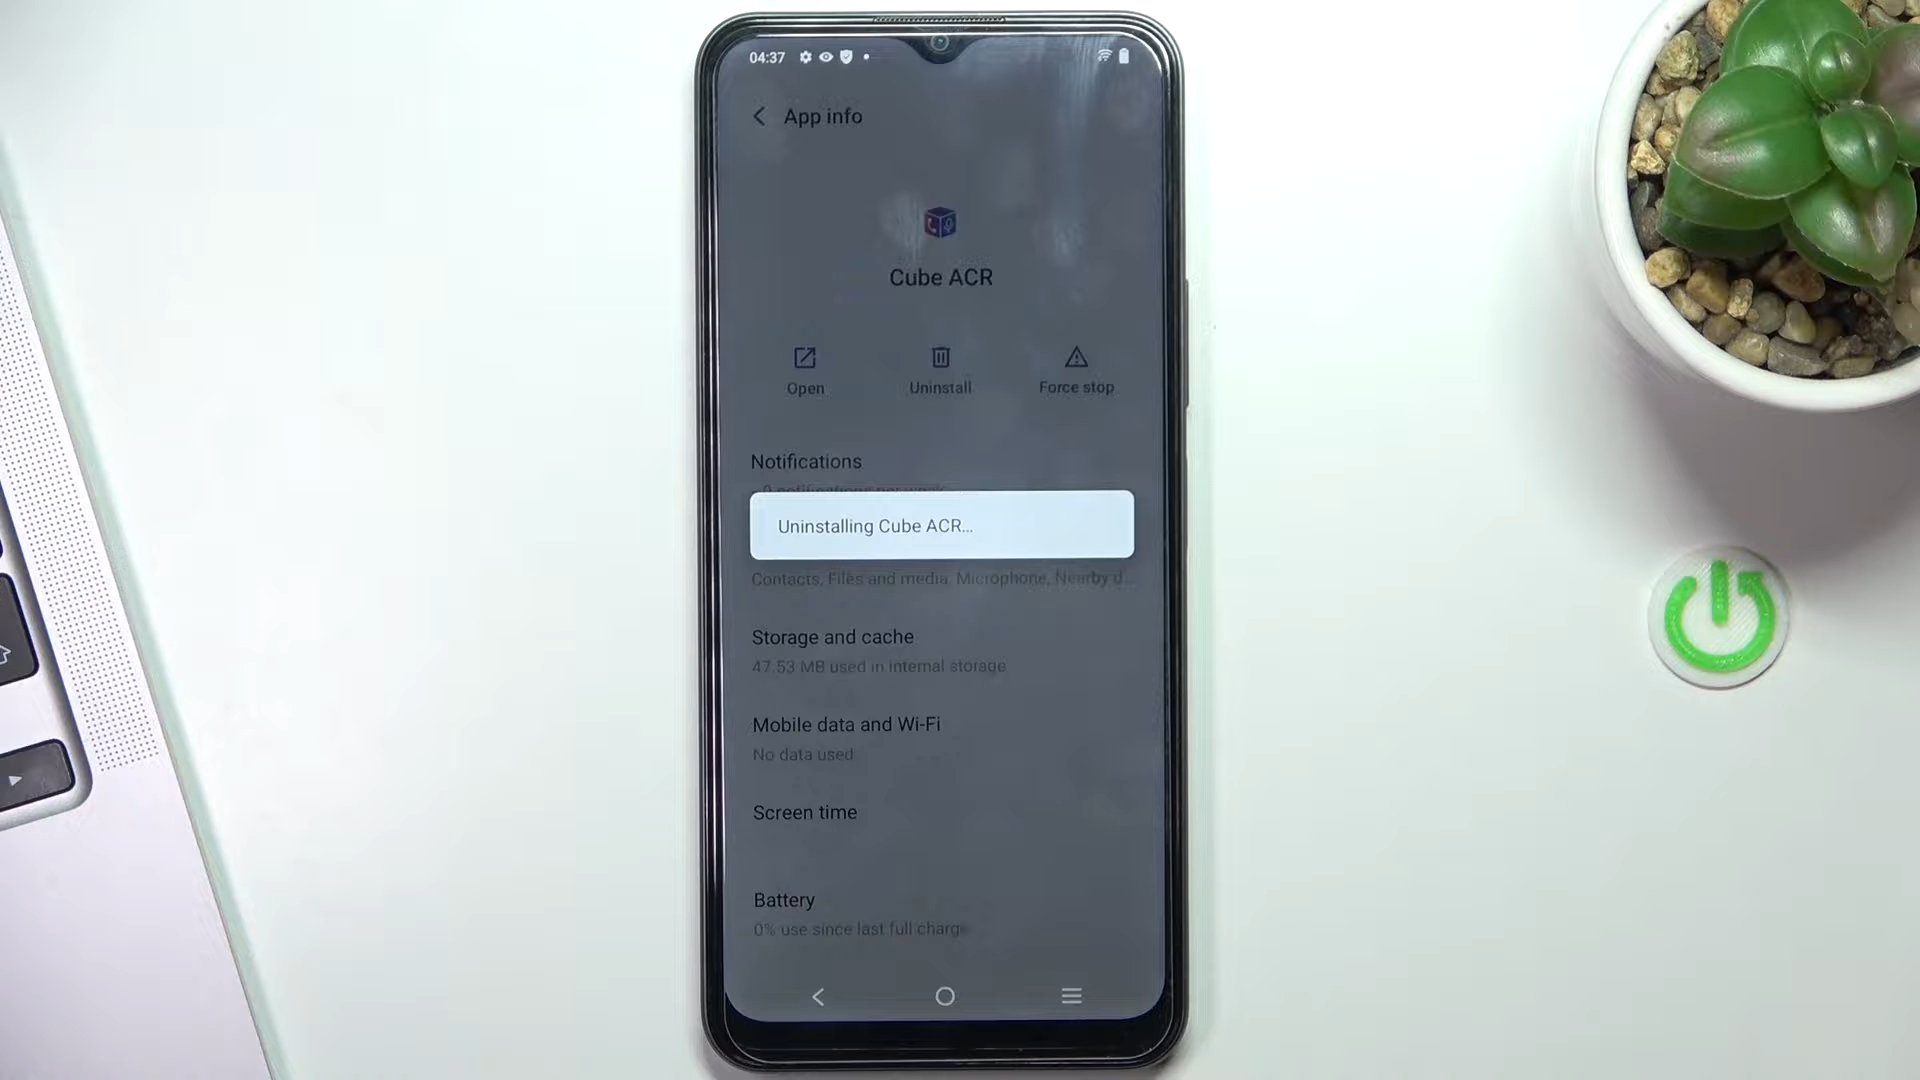 04:37
App info
Cube ACR
Open
Uninstall
Force stop
Notifications
Uninstalling Cube ACR...
Contacts, Files and media, Microphone, Nearby d...
Storage and cache
47.53 MB used in internal storage
Mobile data and Wi-Fi
No data used
Screen time
Battery
0% use since last full charge